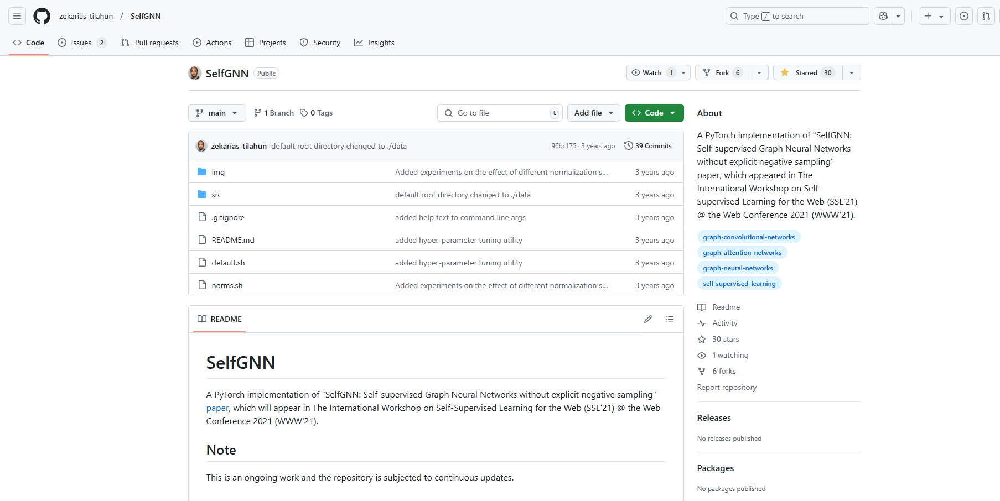 zekarias-tilahun / SelfGNN
Type / to search
Code
Issues 2
Pull requests
Actions
Projects
Security
Insights
SelfGNN Public
Watch 1
Fork 6
Starred 30
main
1 Branch
0 Tags
Go to file t
Add file
Code
zekarias-tilahun default root directory changed to ./data 96bc175 · 3 years ago 39 Commits
img Added experiments on the effect of different normalization s... 3 years ago
src default root directory changed to ./data 3 years ago
.gitignore added help text to command line args 3 years ago
README.md added hyper-parameter tuning utility 3 years ago
default.sh added hyper-parameter tuning utility 3 years ago
norms.sh Added experiments on the effect of different normalization s... 3 years ago
README
SelfGNN
A PyTorch implementation of "SelfGNN: Self-supervised Graph Neural Networks without explicit negative sampling"
paper, which will appear in The International Workshop on Self-Supervised Learning for the Web (SSL'21) @ the Web
Conference 2021 (WWW'21).
Note
This is an ongoing work and the repository is subjected to continuous updates.
About
A PyTorch implementation of "SelfGNN:
Self-supervised Graph Neural Networks
without explicit negative sampling"
paper, which appeared in The
International Workshop on Self-
Supervised Learning for the Web (SSL'21)
@ the Web Conference 2021 (WWW'21).
graph-convolutional-networks
graph-attention-networks
graph-neural-networks
self-supervised-learning
Readme
Activity
30 stars
1 watching
6 forks
Report repository
Releases
No releases published
Packages
No packages published